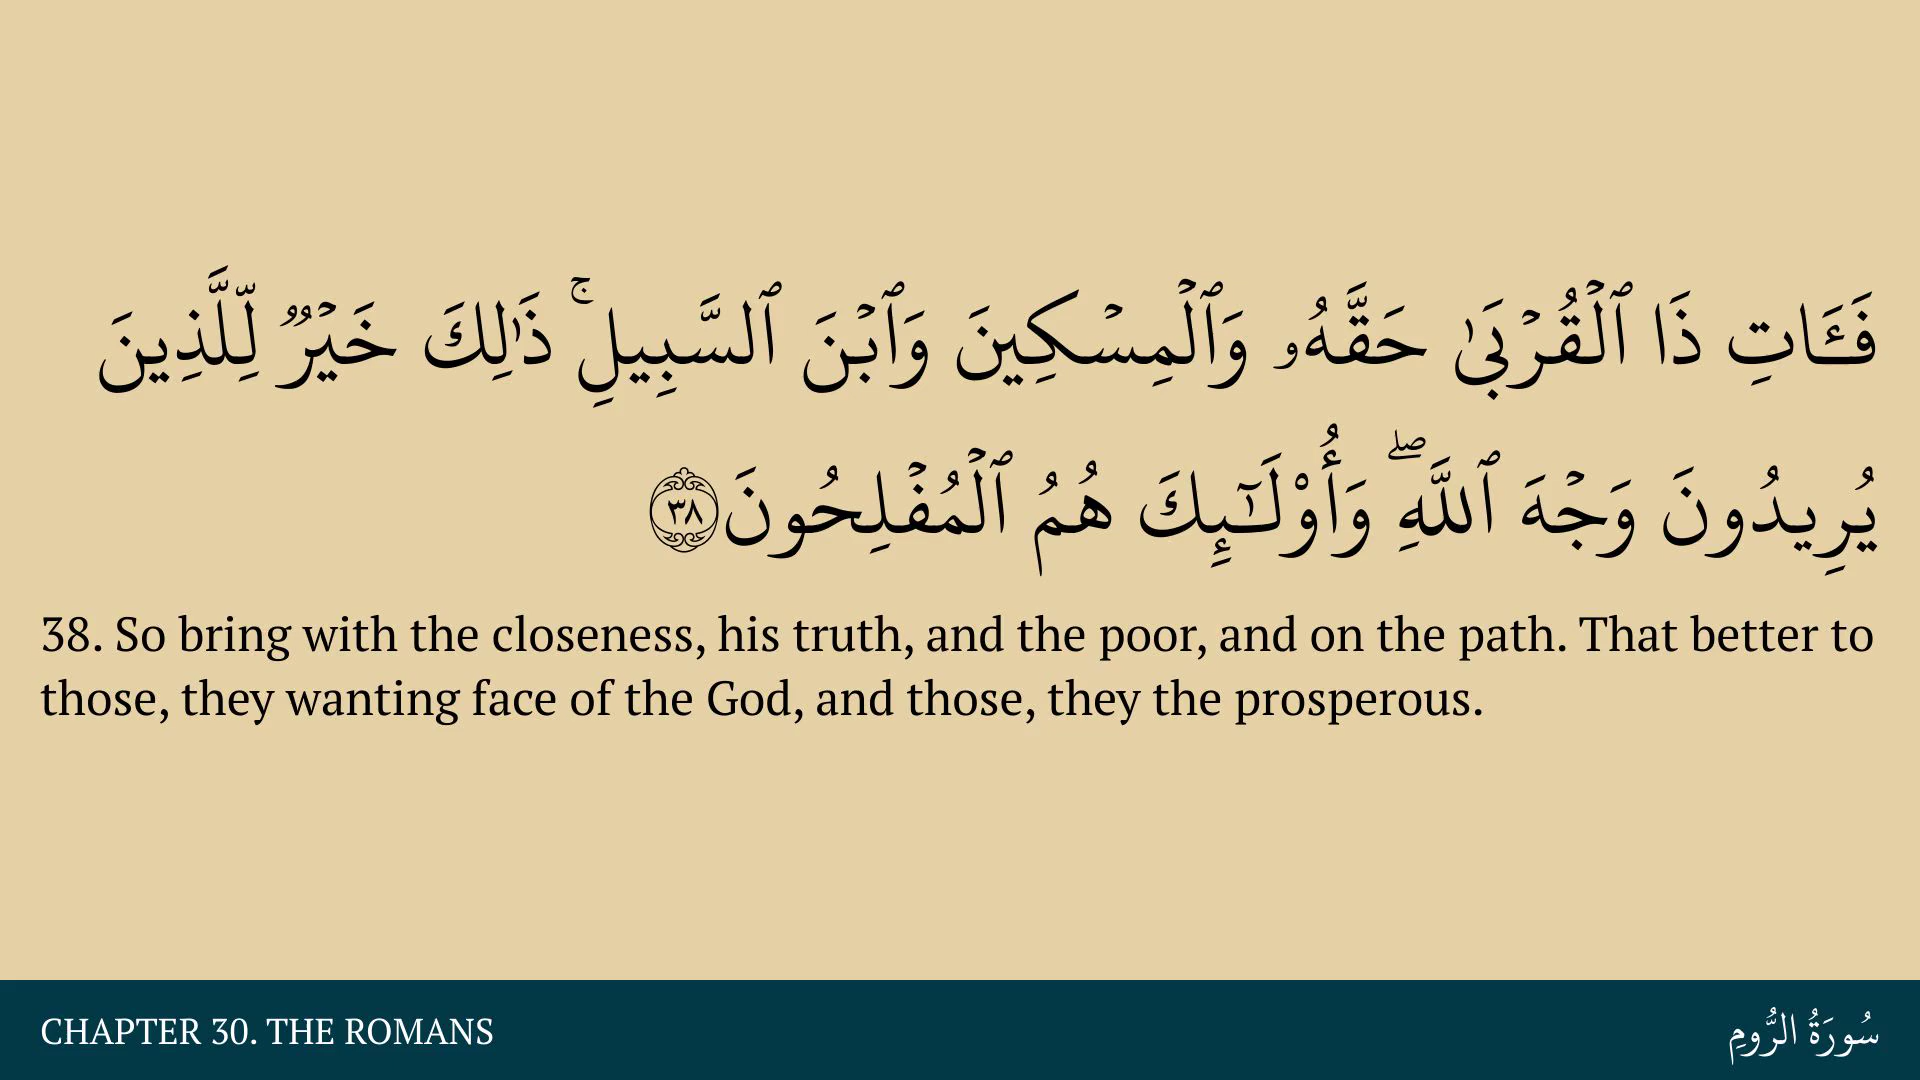 فَـَٔاتِ ذَا ٱلْقُرْبَىٰ حَقَّهُۥ وَٱلْمِسْكِينَ وَٱبْنَ ٱلسَّبِيلِ ۚ ذَٰلِكَ خَيْرٌ لِّلَّذِينَ
يُرِيدُونَ وَجْهَ ٱللَّهِ ۖ وَأُو۟لَـٰٓئِكَ هُمُ ٱلْمُفْلِحُونَ ٣٨
38. So bring with the closeness, his truth, and the poor, and on the path. That better to
those, they wanting face of the God, and those, they the prosperous.
CHAPTER 30. THE ROMANS
سُورَةُ الرُّومِ